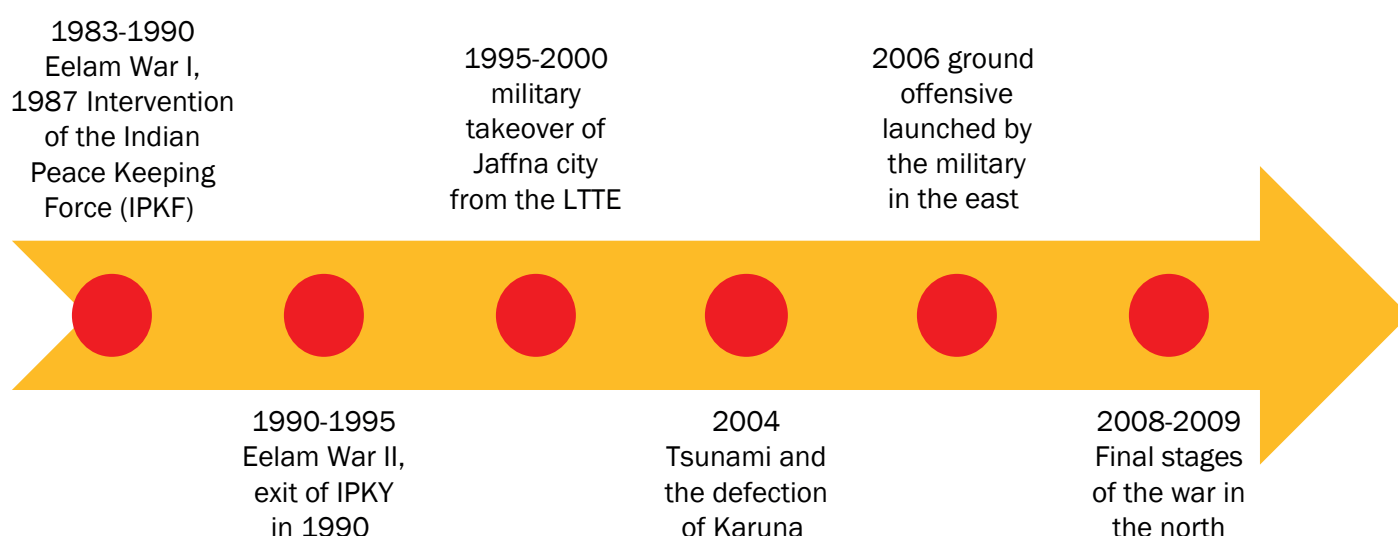 1983-1990
Eelam War I,
1987 Intervention
of the Indian
Peace Keeping
Force (IPKF)
1990-1995
Eelam War II,
exit of IPKY
in 1990
1995-2000
military
takeover of
Jaffna city
from the LTTE
2004
Tsunami and
the defection
of Karuna
2006 ground
offensive
launched by
the military
in the east
2008-2009
Final stages
of the war in
the north